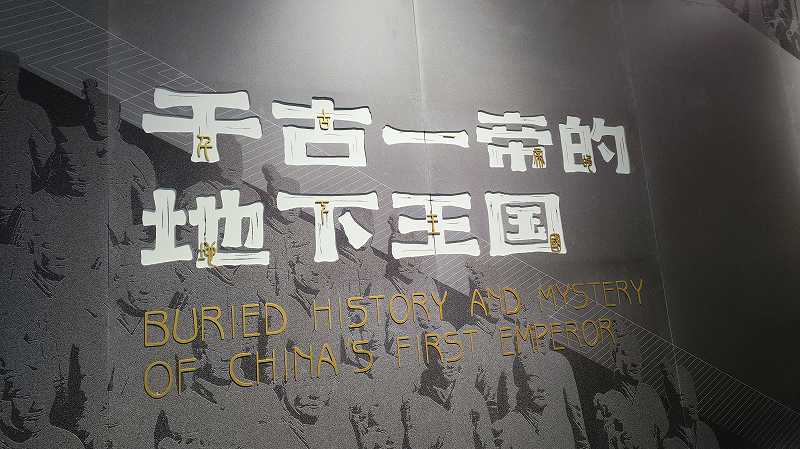 千古一帝的
地下王国
BURIED HISTORY AND MYSTERY
OF CHINA'S FIRST EMPEROR